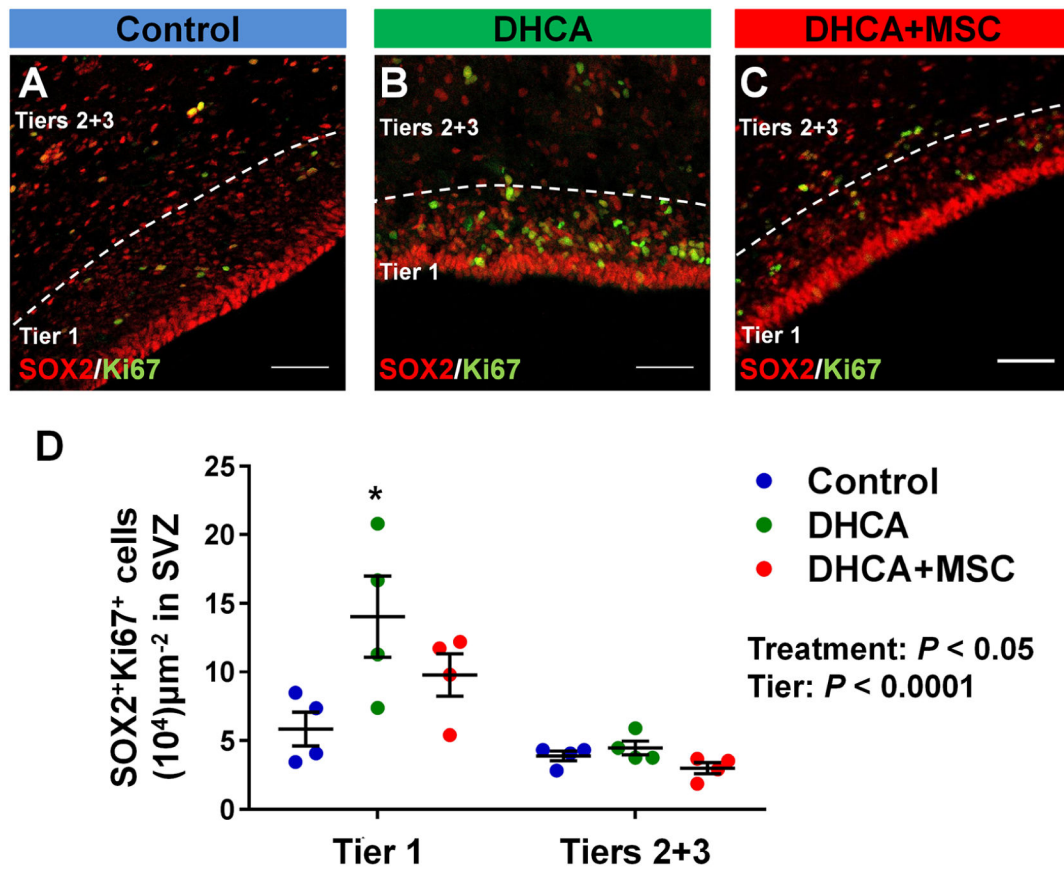 Control
DHCA
DHCA+MSC
A
Tiers 2+3
Tier 1
SOX2/Ki67
B
Tiers 2+3
Tier 1
SOX2/Ki67
C
Tiers 2+3
Tier 1
SOX2/Ki67
D
SOX2⁺Ki67⁺ cells
(10⁴)µm⁻² in SVZ
25
20
15
10
5
0
*
Tier 1
Tiers 2+3
Control
DHCA
DHCA+MSC
Treatment: P < 0.05
Tier: P < 0.0001